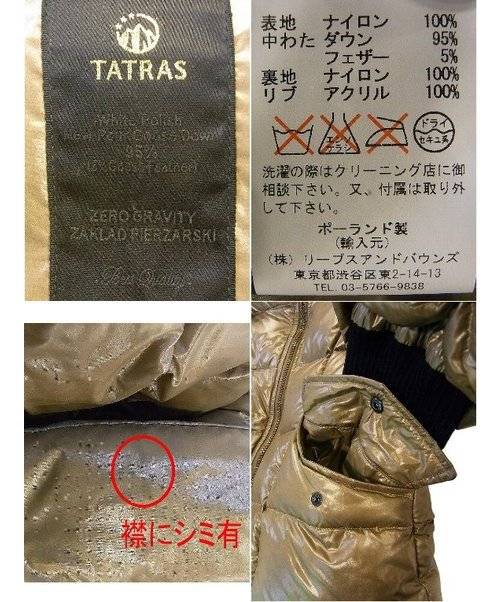 TATRAS
White Polish
95%
ZERO GRAVITY
ZAKLAD PIERZARSKI
表地 ナイロン 100%
中わた ダウン 95%
フェザー 5%
裏地 ナイロン 100%
リブ アクリル 100%
エンソ
サラシ
ドライ
セキユ系
洗濯の際はクリーニング店に御
相談下さい。又、付属は取り外
して下さい。
ポーランド製
(輸入元)
(株) リーブスアンドバウンズ
東京都渋谷区東2-14-13
TEL. 03-5766-9838
襟にシミ有